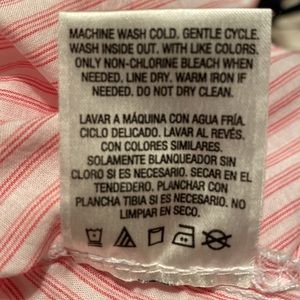 MACHINE WASH COLD, GENTLE CYCLE.
WASH INSIDE OUT, WITH LIKE COLORS.
ONLY NON-CHLORINE BLEACH WHEN
NEEDED. LINE DRY. WARM IRON IF
NEEDED. DO NOT DRY CLEAN.
LAVAR A MÁQUINA CON AGUA FRÍA.
CICLO DELICADO. LAVAR AL REVÉS.
CON COLORES SIMILARES.
SOLAMENTE BLANQUEADOR SIN
CLORO SI ES NECESARIO. SECAR EN EL
TENDEDERO. PLANCHAR CON
PLANCHA TIBIA SI ES NECESARIO.
NO LIMPIAR EN SECO.